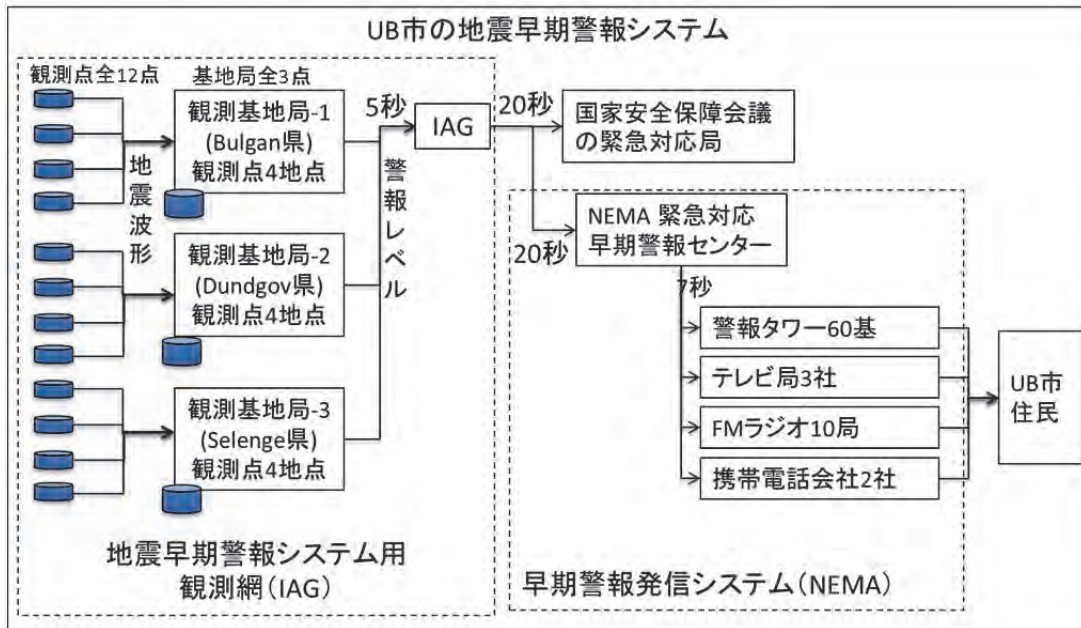 UB市の地震早期警報システム
観測点全12点
基地局全3点
地震波形
観測基地局-1
(Bulgan県)
観測点4地点
観測基地局-2
(Dundgov県)
観測点4地点
観測基地局-3
(Selenge県)
観測点4地点
5秒
警報レベル
IAG
地震早期警報システム用
観測網(IAG)
20秒
国家安全保障会議
の緊急対応局
20秒
NEMA 緊急対応
早期警報センター
7秒
警報タワー60基
テレビ局3社
FMラジオ10局
携帯電話会社2社
UB市
住民
早期警報発信システム(NEMA)